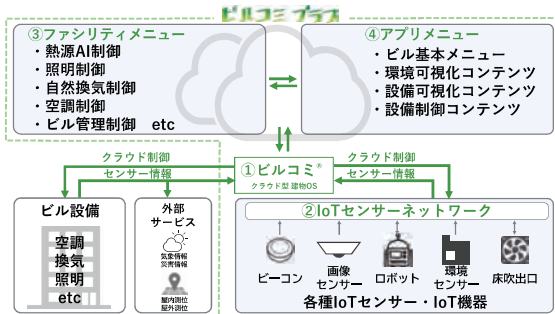 ビルコミ プラス
③ファシリティメニュー
・熱源AI制御
・照明制御
・自然換気制御
・空調制御
・ビル管理制御 etc
④アプリメニュー
・ビル基本メニュー
・環境可視化コンテンツ
・設備可視化コンテンツ
・設備制御コンテンツ
クラウド制御
センサー情報
①ビルコミ®
クラウド型 建物OS
クラウド制御
センサー情報
ビル設備
空調
換気
照明
etc
外部
サービス
気象情報
災害情報
屋内測位
屋外測位
②IoTセンサーネットワーク
ビーコン
画像
センサー
ロボット
環境
センサー
床吹出口
各種IoTセンサー・IoT機器